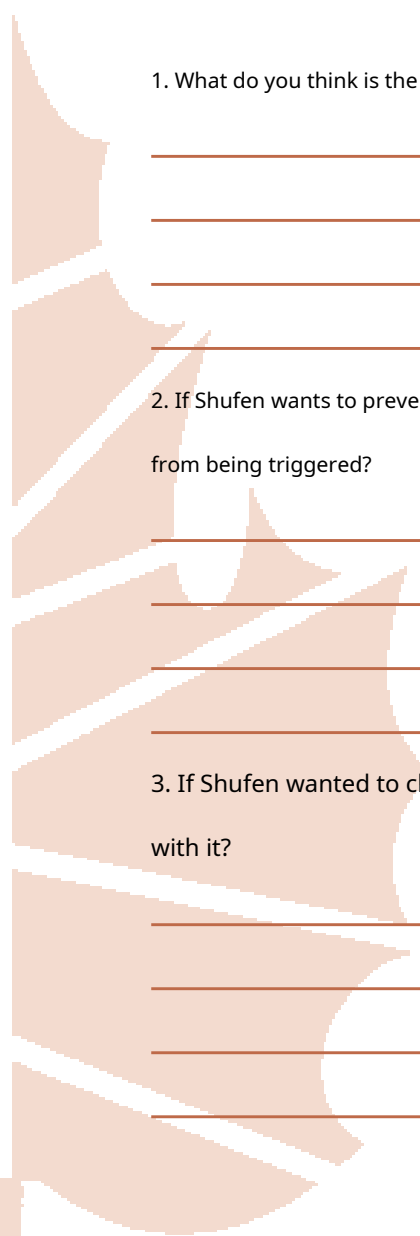 1. What do you think is the
2. If Shufen wants to preve
from being triggered?
3. If Shufen wanted to
with it?